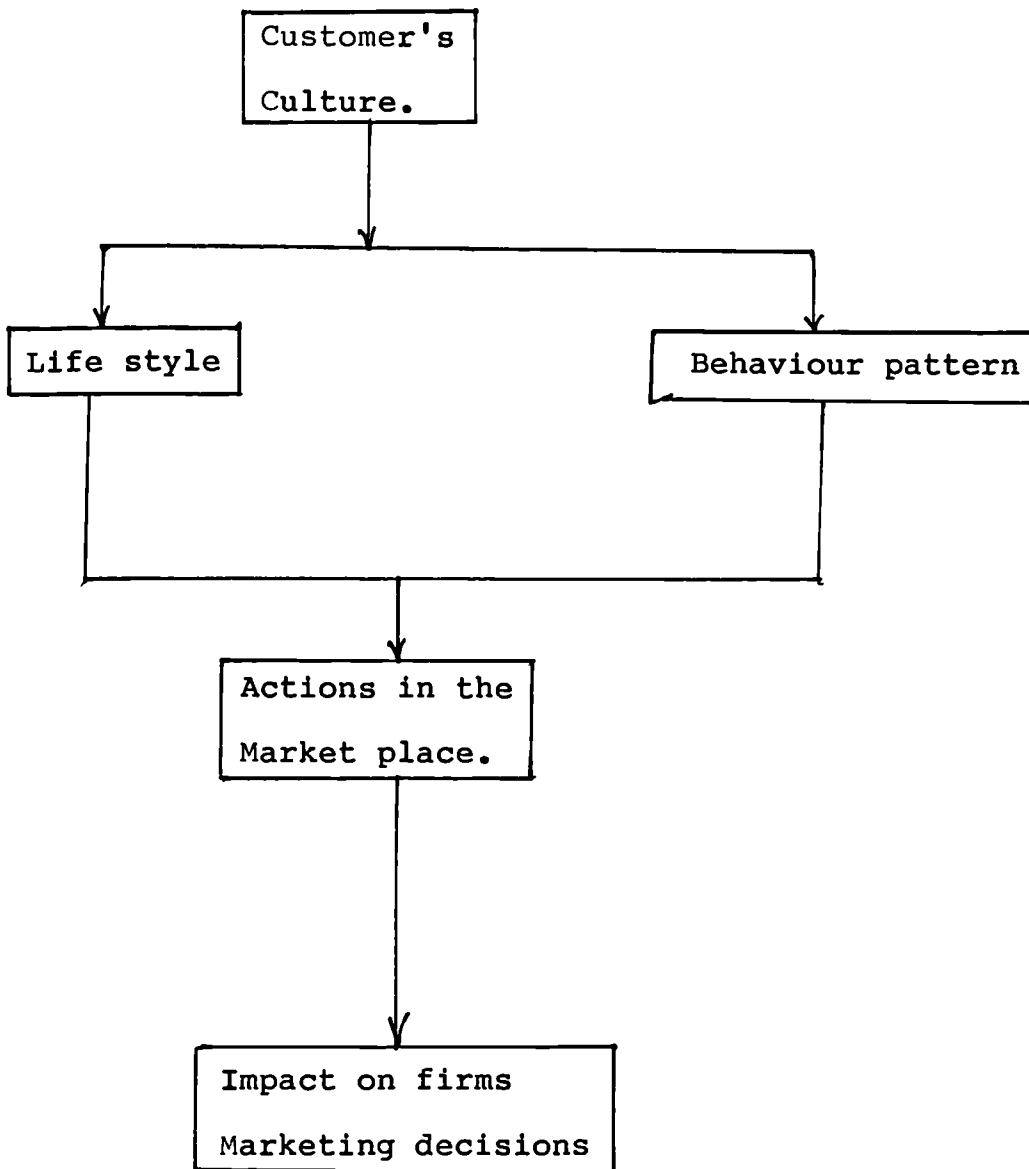 Customer's
Culture.
Life style
Behaviour pattern
Actions in the
Market place.
Impact on firms
Marketing decisions